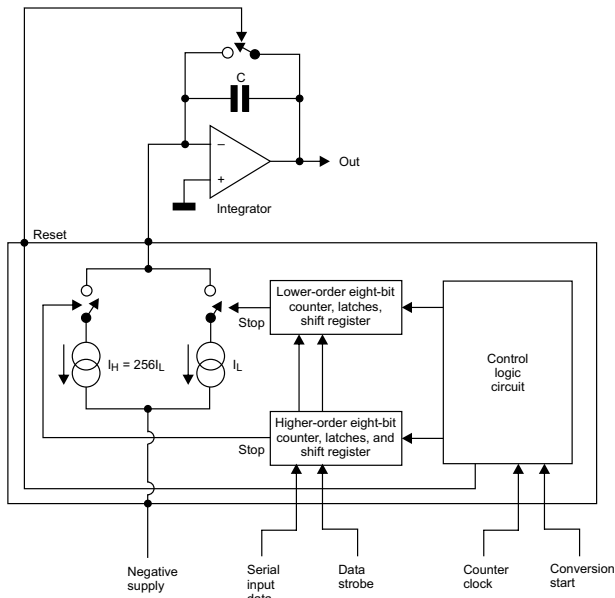 C
−
+
Out
Integrator
Reset
Lower-order eight-bit
counter, latches,
shift register
Stop
I_H = 256I_L
I_L
Control
logic
circuit
Higher-order eight-bit
counter, latches, and
shift register
Stop
Negative
supply
Serial
input
data
Data
strobe
Counter
clock
Conversion
start